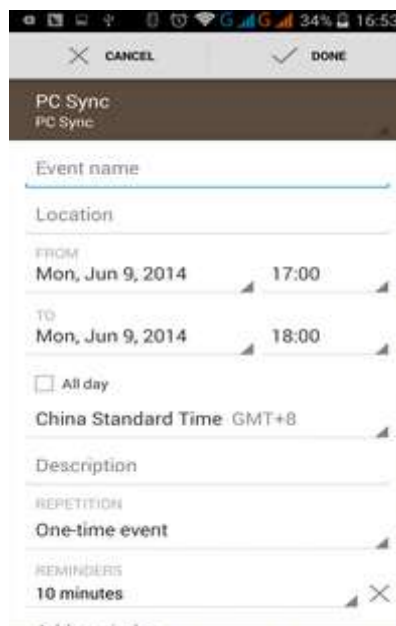 G G 34% 16:53
CANCEL DONE
PC Sync
PC Sync
Event name
Location
FROM
Mon, Jun 9, 2014 17:00
TO
Mon, Jun 9, 2014 18:00
All day
China Standard Time GMT+8
Description
REPETITION
One-time event
REMINDERS
10 minutes